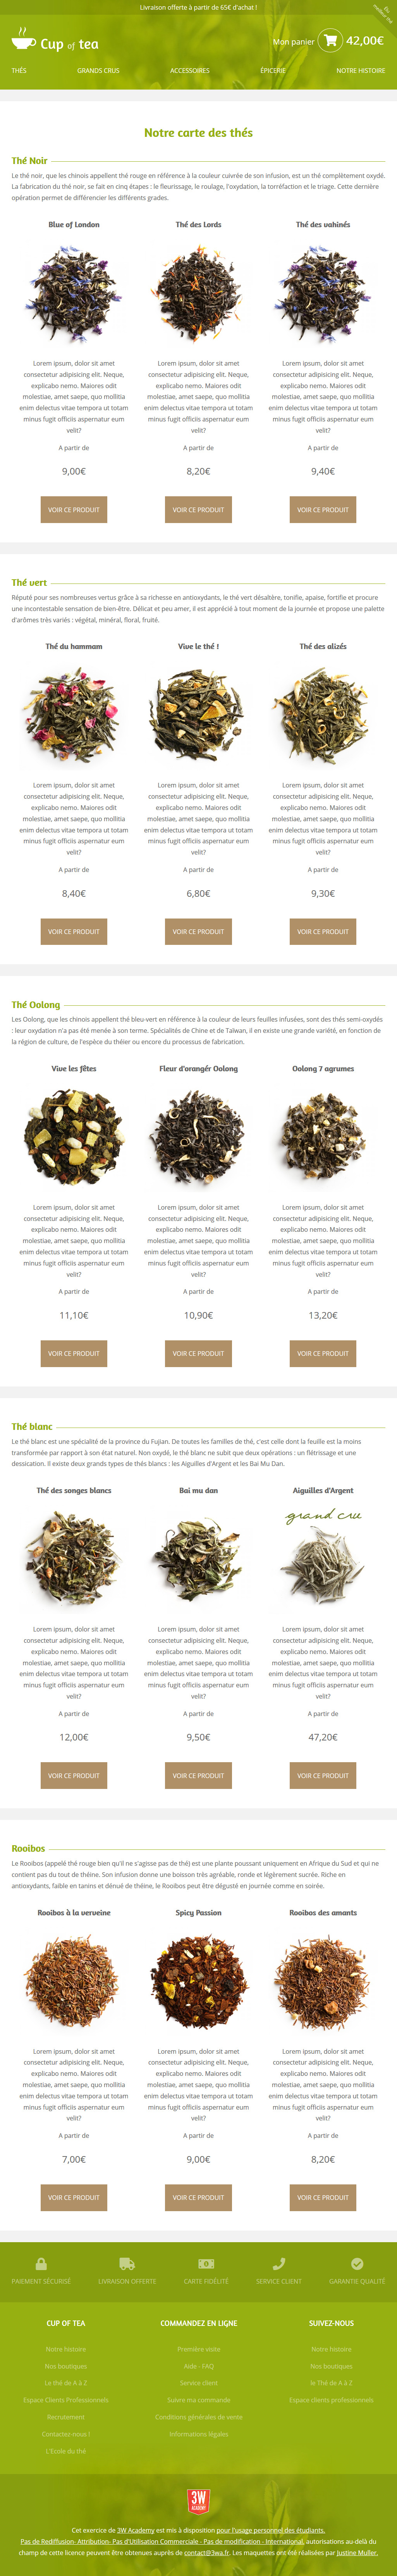 Livraison offerte à partir de 65€ d'achat !
Du meilleur thé
Cup of tea
Mon panier 42,00€
THÉS GRANDS CRUS ACCESSOIRES ÉPICERIE NOTRE HISTOIRE
Notre carte des thés
Thé Noir
Le thé noir, que les chinois appellent thé rouge en référence à la couleur cuivrée de son infusion, est un thé complètement oxydé.
La fabrication du thé noir, se fait en cinq étapes : le fleurissage, le roulage, l'oxydation, la torréfaction et le triage. Cette dernière
opération permet de différencier les différents grades.
Blue of London
Lorem ipsum, dolor sit amet
consectetur adipisicing elit. Neque,
explicabo nemo. Maiores odit
molestiae, amet saepe, quo mollitia
enim delectus vitae tempora ut totam
minus fugit officiis aspernatur eum
velit?
A partir de
9,00€
VOIR CE PRODUIT
Thé des Lords
Lorem ipsum, dolor sit amet
consectetur adipisicing elit. Neque,
explicabo nemo. Maiores odit
molestiae, amet saepe, quo mollitia
enim delectus vitae tempora ut totam
minus fugit officiis aspernatur eum
velit?
A partir de
8,20€
VOIR CE PRODUIT
Thé des vahinés
Lorem ipsum, dolor sit amet
consectetur adipisicing elit. Neque,
explicabo nemo. Maiores odit
molestiae, amet saepe, quo mollitia
enim delectus vitae tempora ut totam
minus fugit officiis aspernatur eum
velit?
A partir de
9,40€
VOIR CE PRODUIT
Thé vert
Réputé pour ses nombreuses vertus grâce à sa richesse en antioxydants, le thé vert désaltère, tonifie, apaise, fortifie et procure
une incontestable sensation de bien-être. Délicat et peu amer, il est apprécié à tout moment de la journée et propose une palette
d'arômes très variés : végétal, minéral, floral, fruité.
Thé du hammam
Lorem ipsum, dolor sit amet
consectetur adipisicing elit. Neque,
explicabo nemo. Maiores odit
molestiae, amet saepe, quo mollitia
enim delectus vitae tempora ut totam
minus fugit officiis aspernatur eum
velit?
A partir de
8,40€
VOIR CE PRODUIT
Vive le thé !
Lorem ipsum, dolor sit amet
consectetur adipisicing elit. Neque,
explicabo nemo. Maiores odit
molestiae, amet saepe, quo mollitia
enim delectus vitae tempora ut totam
minus fugit officiis aspernatur eum
velit?
A partir de
6,80€
VOIR CE PRODUIT
Thé des alizés
Lorem ipsum, dolor sit amet
consectetur adipisicing elit. Neque,
explicabo nemo. Maiores odit
molestiae, amet saepe, quo mollitia
enim delectus vitae tempora ut totam
minus fugit officiis aspernatur eum
velit?
A partir de
9,30€
VOIR CE PRODUIT
Thé Oolong
Les Oolong, que les chinois appellent thé bleu-vert en référence à la couleur de leurs feuilles infusées, sont des thés semi-oxydés
: leur oxydation n'a pas été menée à son terme. Spécialités de Chine et de Taïwan, il en existe une grande variété, en fonction de
la région de culture, de l'espèce du théier ou encore du processus de fabrication.
Vive les fêtes
Lorem ipsum, dolor sit amet
consectetur adipisicing elit. Neque,
explicabo nemo. Maiores odit
molestiae, amet saepe, quo mollitia
enim delectus vitae tempora ut totam
minus fugit officiis aspernatur eum
velit?
A partir de
11,10€
VOIR CE PRODUIT
Fleur d'orangér Oolong
Lorem ipsum, dolor sit amet
consectetur adipisicing elit. Neque,
explicabo nemo. Maiores odit
molestiae, amet saepe, quo mollitia
enim delectus vitae tempora ut totam
minus fugit officiis aspernatur eum
velit?
A partir de
10,90€
VOIR CE PRODUIT
Oolong 7 agrumes
Lorem ipsum, dolor sit amet
consectetur adipisicing elit. Neque,
explicabo nemo. Maiores odit
molestiae, amet saepe, quo mollitia
enim delectus vitae tempora ut totam
minus fugit officiis aspernatur eum
velit?
A partir de
13,20€
VOIR CE PRODUIT
Thé blanc
Le thé blanc est une spécialité de la province du Fujian. De toutes les familles de thé, c'est celle dont la feuille est la moins
transformée par rapport à son état naturel. Non oxydé, le thé blanc ne subit que deux opérations : un flétrissage et une
dessication. Il existe deux grands types de thés blancs : les Aiguilles d'Argent et les Bai Mu Dan.
Thé des songes blancs
Lorem ipsum, dolor sit amet
consectetur adipisicing elit. Neque,
explicabo nemo. Maiores odit
molestiae, amet saepe, quo mollitia
enim delectus vitae tempora ut totam
minus fugit officiis aspernatur eum
velit?
A partir de
12,00€
VOIR CE PRODUIT
Bai mu dan
Lorem ipsum, dolor sit amet
consectetur adipisicing elit. Neque,
explicabo nemo. Maiores odit
molestiae, amet saepe, quo mollitia
enim delectus vitae tempora ut totam
minus fugit officiis aspernatur eum
velit?
A partir de
9,50€
VOIR CE PRODUIT
Aiguilles d'Argent
grand cru
Lorem ipsum, dolor sit amet
consectetur adipisicing elit. Neque,
explicabo nemo. Maiores odit
molestiae, amet saepe, quo mollitia
enim delectus vitae tempora ut totam
minus fugit officiis aspernatur eum
velit?
A partir de
47,20€
VOIR CE PRODUIT
Rooibos
Le Rooibos (appelé thé rouge bien qu'il ne s'agisse pas de thé) est une plante poussant uniquement en Afrique du Sud et qui ne
contient pas du tout de théine. Son infusion donne une boisson très agréable, ronde et légèrement sucrée. Riche en
antioxydants, faible en tanins et dénué de théine, le Rooibos peut être dégusté en journée comme en soirée.
Rooibos à la verveine
Lorem ipsum, dolor sit amet
consectetur adipisicing elit. Neque,
explicabo nemo. Maiores odit
molestiae, amet saepe, quo mollitia
enim delectus vitae tempora ut totam
minus fugit officiis aspernatur eum
velit?
A partir de
7,00€
VOIR CE PRODUIT
Spicy Passion
Lorem ipsum, dolor sit amet
consectetur adipisicing elit. Neque,
explicabo nemo. Maiores odit
molestiae, amet saepe, quo mollitia
enim delectus vitae tempora ut totam
minus fugit officiis aspernatur eum
velit?
A partir de
9,00€
VOIR CE PRODUIT
Rooibos des amants
Lorem ipsum, dolor sit amet
consectetur adipisicing elit. Neque,
explicabo nemo. Maiores odit
molestiae, amet saepe, quo mollitia
enim delectus vitae tempora ut totam
minus fugit officiis aspernatur eum
velit?
A partir de
8,20€
VOIR CE PRODUIT
PAIEMENT SÉCURISÉ LIVRAISON OFFERTE CARTE FIDÉLITÉ SERVICE CLIENT GARANTIE QUALITÉ
CUP OF TEA
Notre histoire
Nos boutiques
Le thé de A à Z
Espace Clients Professionnels
Recrutement
Contactez-nous !
L'Ecole du thé
COMMANDEZ EN LIGNE
Première visite
Aide - FAQ
Service client
Suivre ma commande
Conditions générales de vente
Informations légales
SUIVEZ-NOUS
Notre histoire
Nos boutiques
le Thé de A à Z
Espace clients professionnels
3W
ACADEMY
Cet exercice de 3W Academy est mis à disposition pour l'usage personnel des étudiants.
Pas de Rediffusion- Attribution- Pas d'Utilisation Commerciale - Pas de modification - International. autorisations au-delà du
champ de cette licence peuvent être obtenues auprès de contact@3wa.fr. Les maquettes ont été réalisées par Justine Muller.